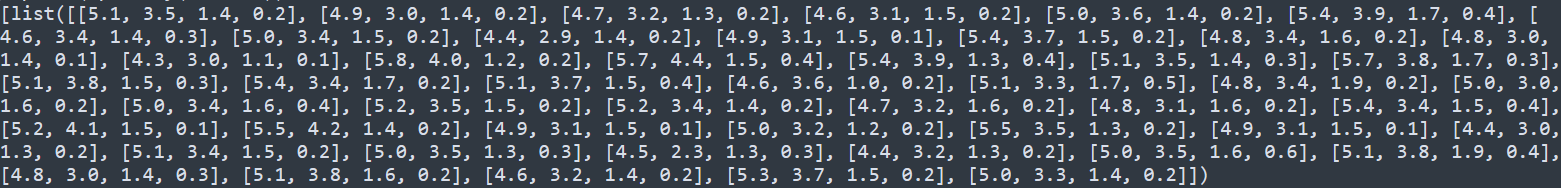 [list([[5.1, 3.5, 1.4, 0.2], [4.9, 3.0, 1.4, 0.2], [4.7, 3.2, 1.3, 0.2], [4.6, 3.1, 1.5, 0.2], [5.0, 3.6, 1.4, 0.2], [5.4, 3.9, 1.7, 0.4], [
4.6, 3.4, 1.4, 0.3], [5.0, 3.4, 1.5, 0.2], [4.4, 2.9, 1.4, 0.2], [4.9, 3.1, 1.5, 0.1], [5.4, 3.7, 1.5, 0.2], [4.8, 3.4, 1.6, 0.2], [4.8, 3.0,
1.4, 0.1], [4.3, 3.0, 1.1, 0.1], [5.8, 4.0, 1.2, 0.2], [5.7, 4.4, 1.5, 0.4], [5.4, 3.9, 1.3, 0.4], [5.1, 3.5, 1.4, 0.3], [5.7, 3.8, 1.7, 0.3],
[5.1, 3.8, 1.5, 0.3], [5.4, 3.4, 1.7, 0.2], [5.1, 3.7, 1.5, 0.4], [4.6, 3.6, 1.0, 0.2], [5.1, 3.3, 1.7, 0.5], [4.8, 3.4, 1.9, 0.2], [5.0, 3.0,
1.6, 0.2], [5.0, 3.4, 1.6, 0.4], [5.2, 3.5, 1.5, 0.2], [5.2, 3.4, 1.4, 0.2], [4.7, 3.2, 1.6, 0.2], [4.8, 3.1, 1.6, 0.2], [5.4, 3.4, 1.5, 0.4],
[5.2, 4.1, 1.5, 0.1], [5.5, 4.2, 1.4, 0.2], [4.9, 3.1, 1.5, 0.1], [5.0, 3.2, 1.2, 0.2], [5.5, 3.5, 1.3, 0.2], [4.9, 3.1, 1.5, 0.1], [4.4, 3.0,
1.3, 0.2], [5.1, 3.4, 1.5, 0.2], [5.0, 3.5, 1.3, 0.3], [4.5, 2.3, 1.3, 0.3], [4.4, 3.2, 1.3, 0.2], [5.0, 3.5, 1.6, 0.6], [5.1, 3.8, 1.9, 0.4],
[4.8, 3.0, 1.4, 0.3], [5.1, 3.8, 1.6, 0.2], [4.6, 3.2, 1.4, 0.2], [5.3, 3.7, 1.5, 0.2], [5.0, 3.3, 1.4, 0.2]])